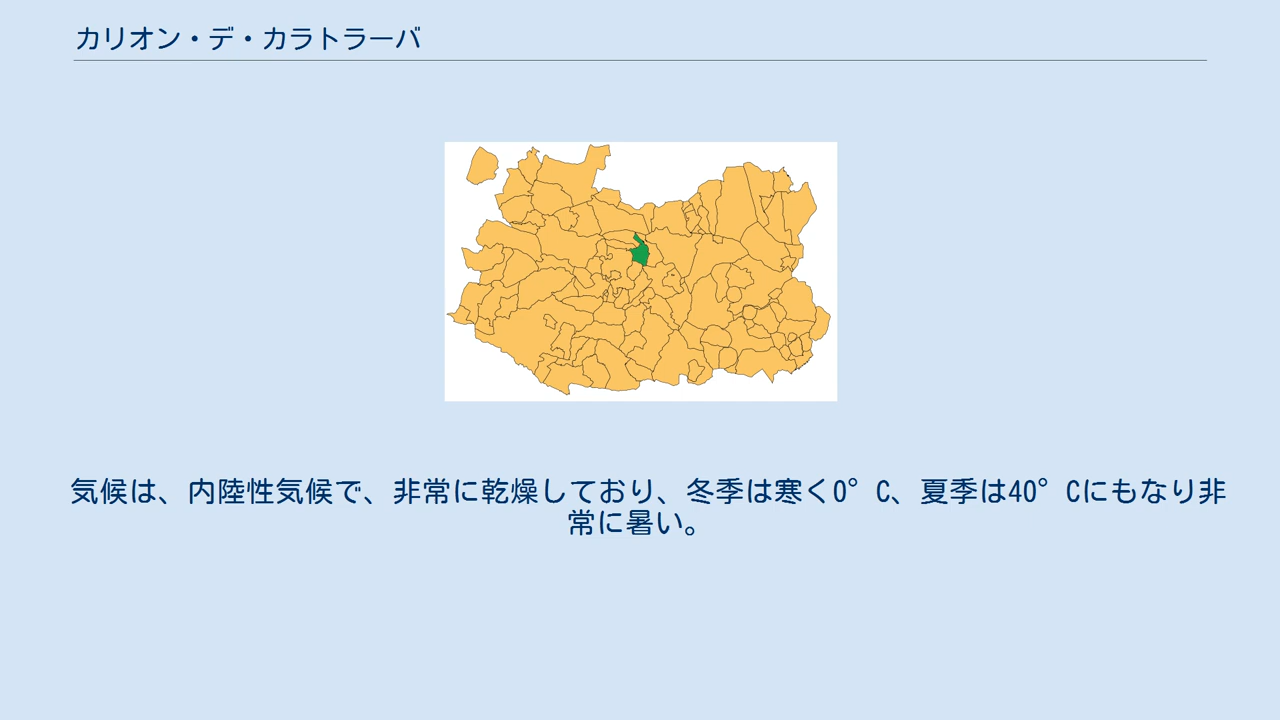 カリオン・デ・カラトラーバ
気候は、内陸性気候で、非常に乾燥しており、冬季は寒く0°C、夏季は40°Cにもなり非
常に暑い。